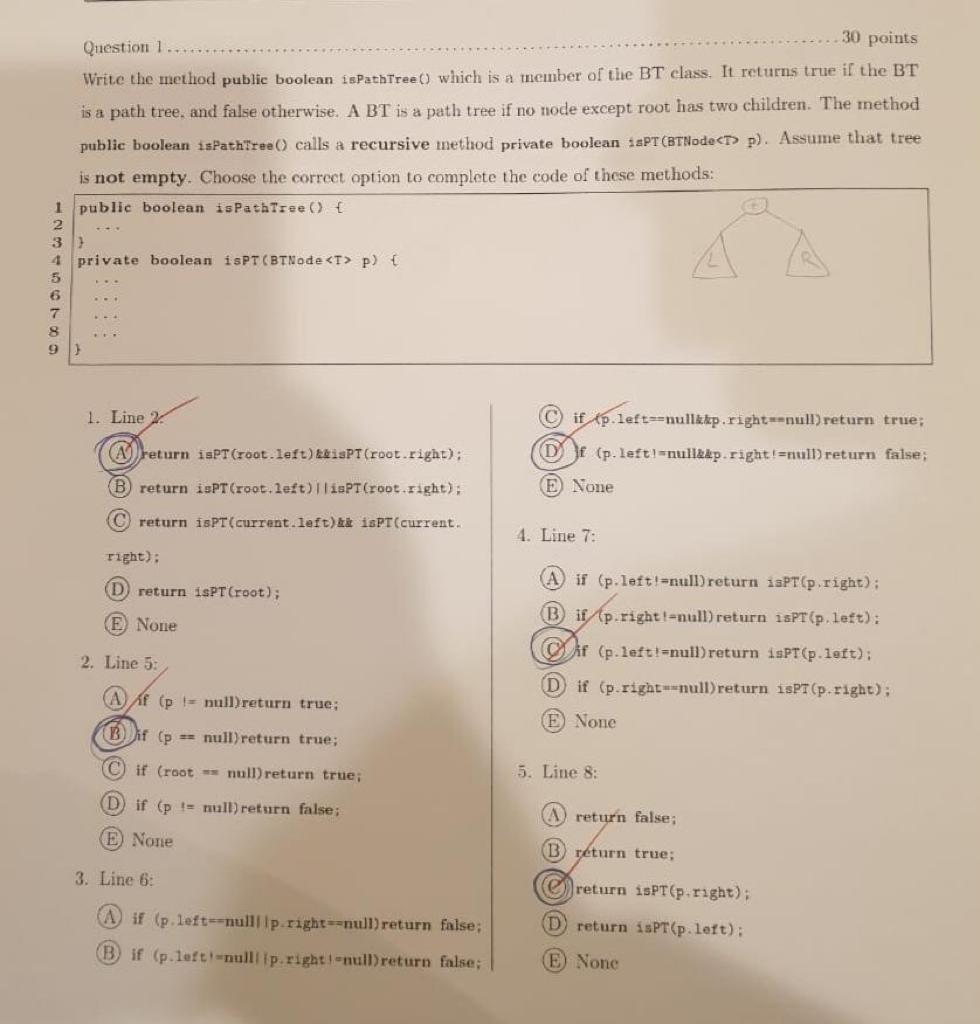 Question 1 ........................................................................ 30 points
Write the method public boolean isPathTree() which is a member of the BT class. It returns true if the BT
is a path tree, and false otherwise. A BT is a path tree if no node except root has two children. The method
public boolean isPathTree() calls a recursive method private boolean isPT(BTNode<T> p). Assume that tree
is not empty. Choose the correct option to complete the code of these methods:
1 public boolean isPathTree() {
2 ...
3 }
4 private boolean isPT(BTNode<T> p) {
5 ...
6 ...
7 ...
8 ...
9 }
+
L R
1. Line 2:
A return isPT(root.left)&&isPT(root.right);
B return isPT(root.left)||isPT(root.right);
C return isPT(current.left)&& isPT(current.
right);
D return isPT(root);
E None
2. Line 5:
A if (p != null)return true;
B if (p == null)return true;
C if (root == null)return true;
D if (p != null)return false;
E None
3. Line 6:
A if (p.left==null||p.right==null)return false;
B if (p.left!=null||p.right!=null)return false;
C if (p.left==null&&p.right==null)return true;
D if (p.left!=null&&p.right!=null)return false;
E None
4. Line 7:
A if (p.left!=null)return isPT(p.right);
B if (p.right!=null)return isPT(p.left);
C if (p.left!=null)return isPT(p.left);
D if (p.right==null)return isPT(p.right);
E None
5. Line 8:
A return false;
B return true;
C return isPT(p.right);
D return isPT(p.left);
E None